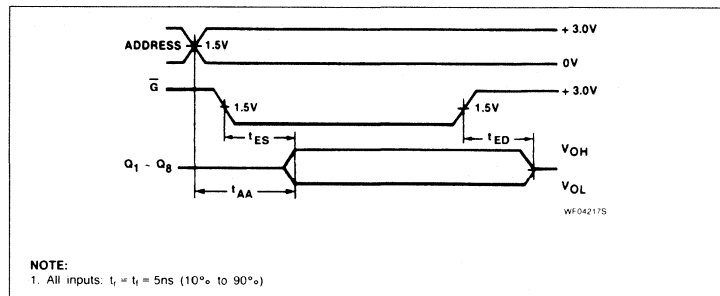 + 3.0V
ADDRESS 1.5V
0V
G + 3.0V
1.5V 1.5V
tES tED
VOH
Q1 - Q8
tAA VOL
WF04217S
NOTE:
1. All inputs: tr = tf = 5ns (10% to 90%)